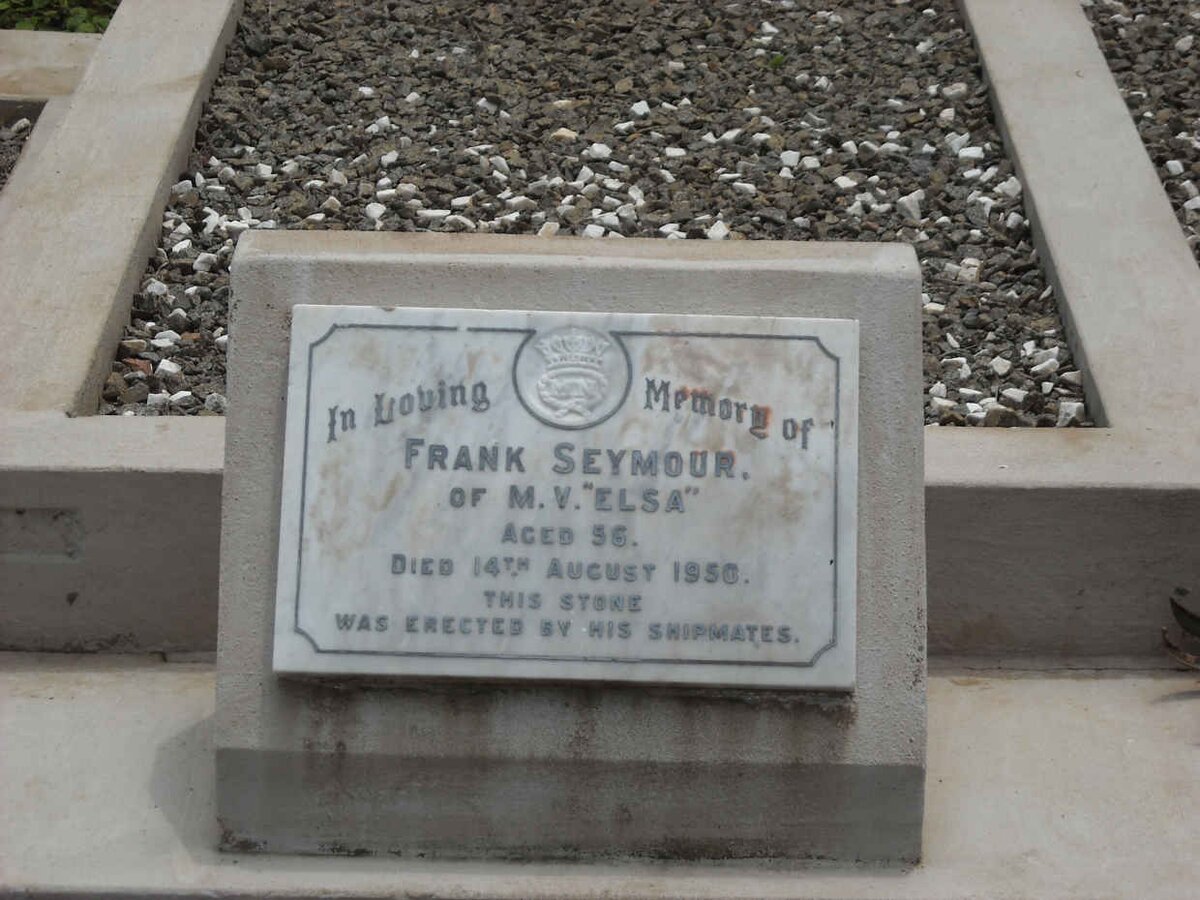 In Loving Memory of
FRANK SEYMOUR.
OF M.V. "ELSA"
AGED 56.
DIED 14TH AUGUST 1950.
THIS STONE
WAS ERECTED BY HIS SHIPMATES.